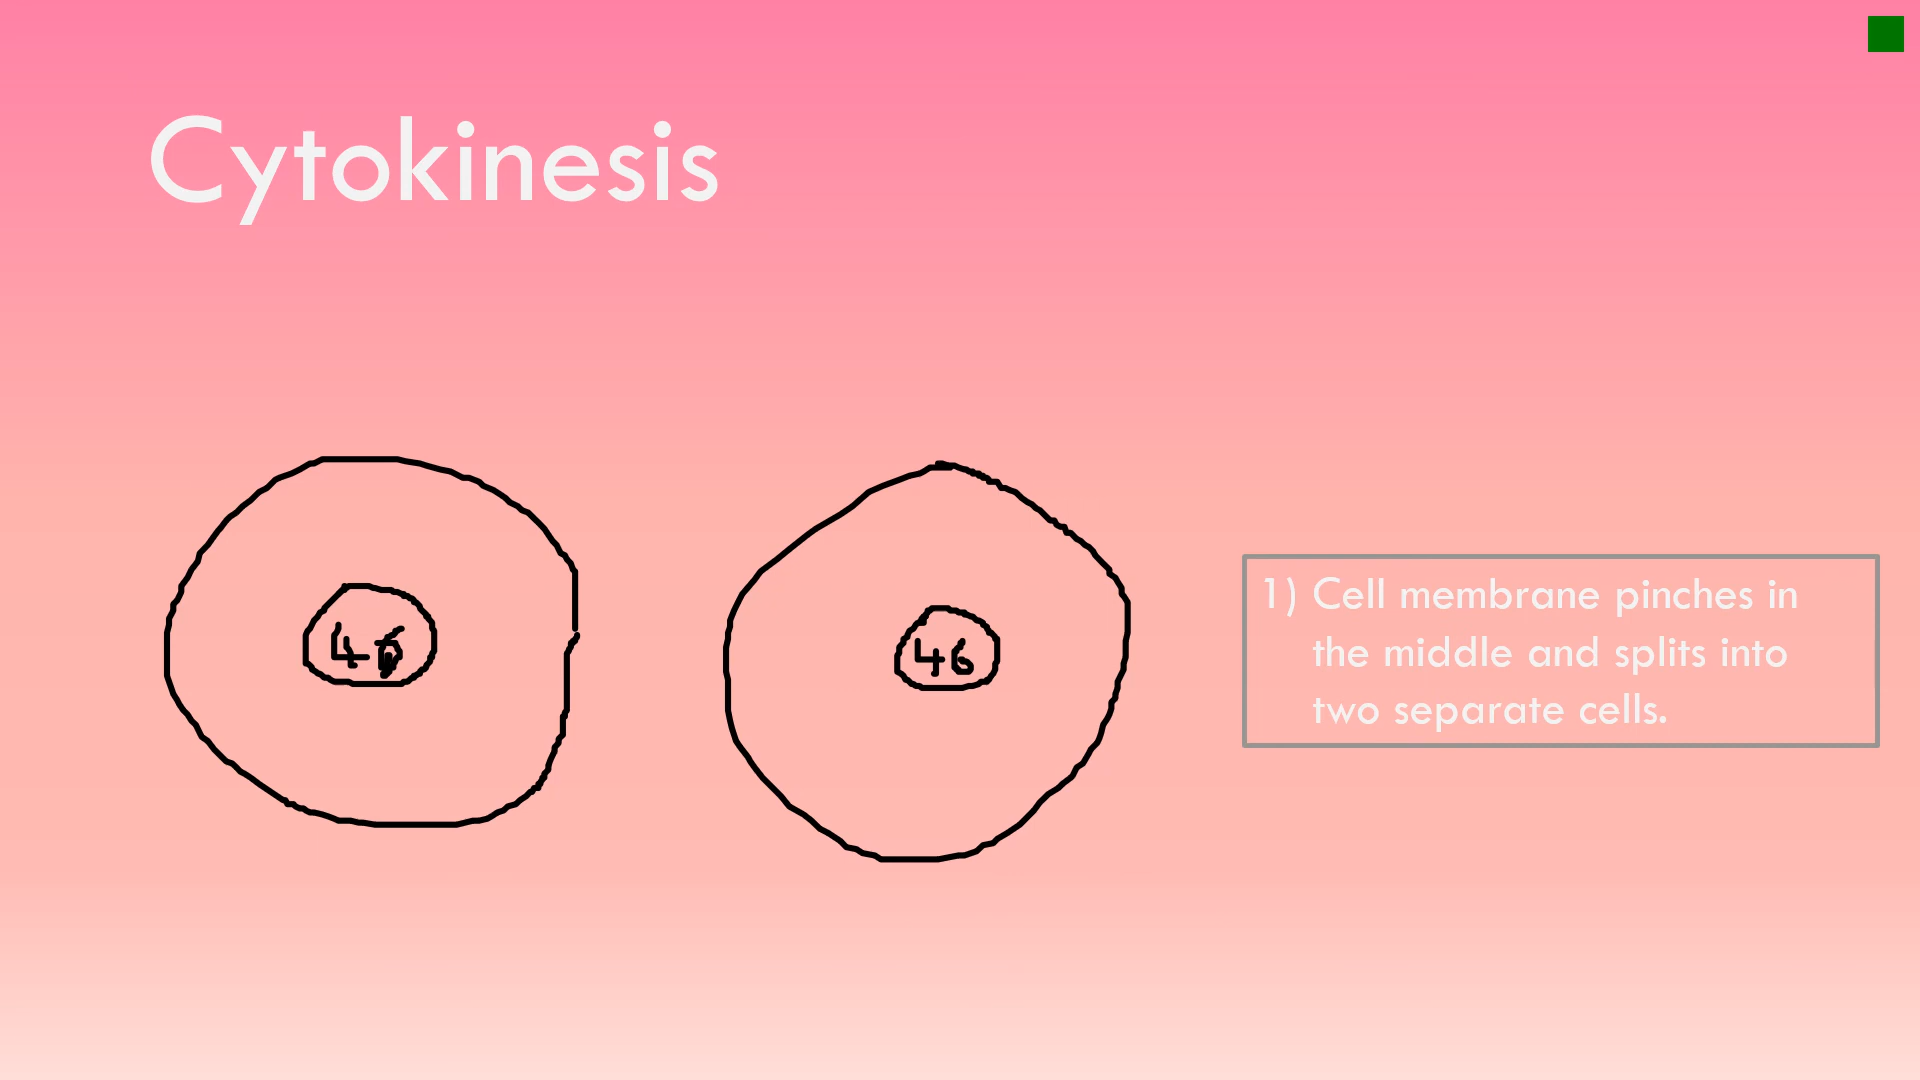 Cytokinesis
46
46
1) Cell membrane pinches in
the middle and splits into
two separate cells.